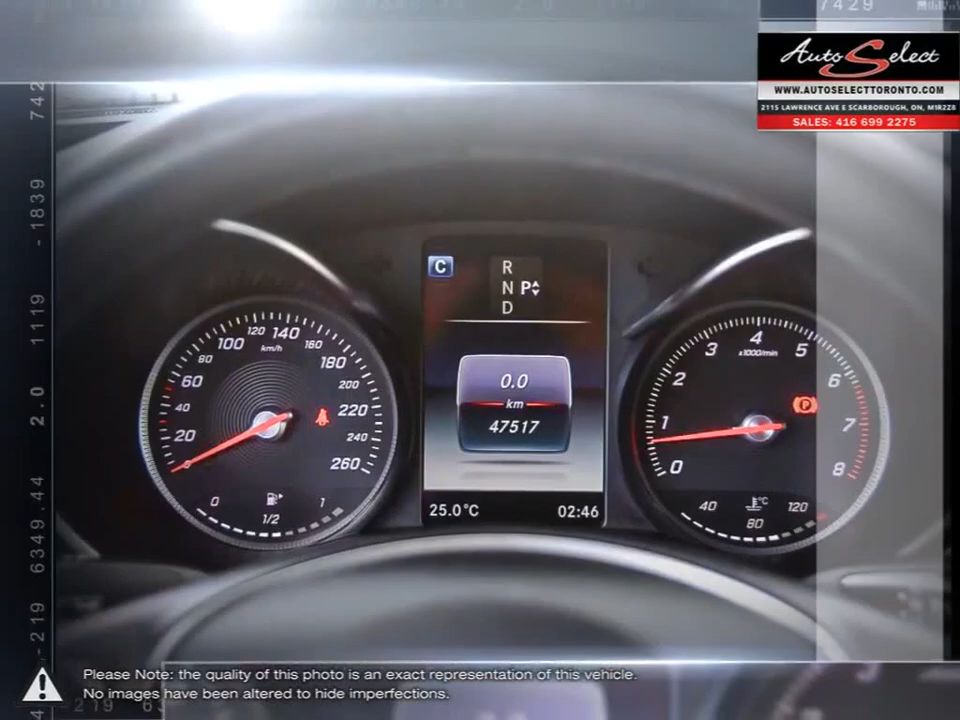 7429
AutoSelect
WWW.AUTOSELECTTORONTO.COM
2115 LAWRENCE AVE E SCARBOROUGH, ON, M1R2Z8
SALES: 416 699 2275
- 219 6349.44 2.0 1119 - 1839 742
C
R
N P
D
0.0
km
47517
25.0°C 02:46
20 40 60 80 100 120 140 160 180 200 220 240 260
km/h
0 1/2 1
0 1 2 3 4 5 6 7 8
x1000/min
P
40 80 120
°C
Please Note: the quality of this photo is an exact representation of this vehicle.
No images have been altered to hide imperfections.
219 63